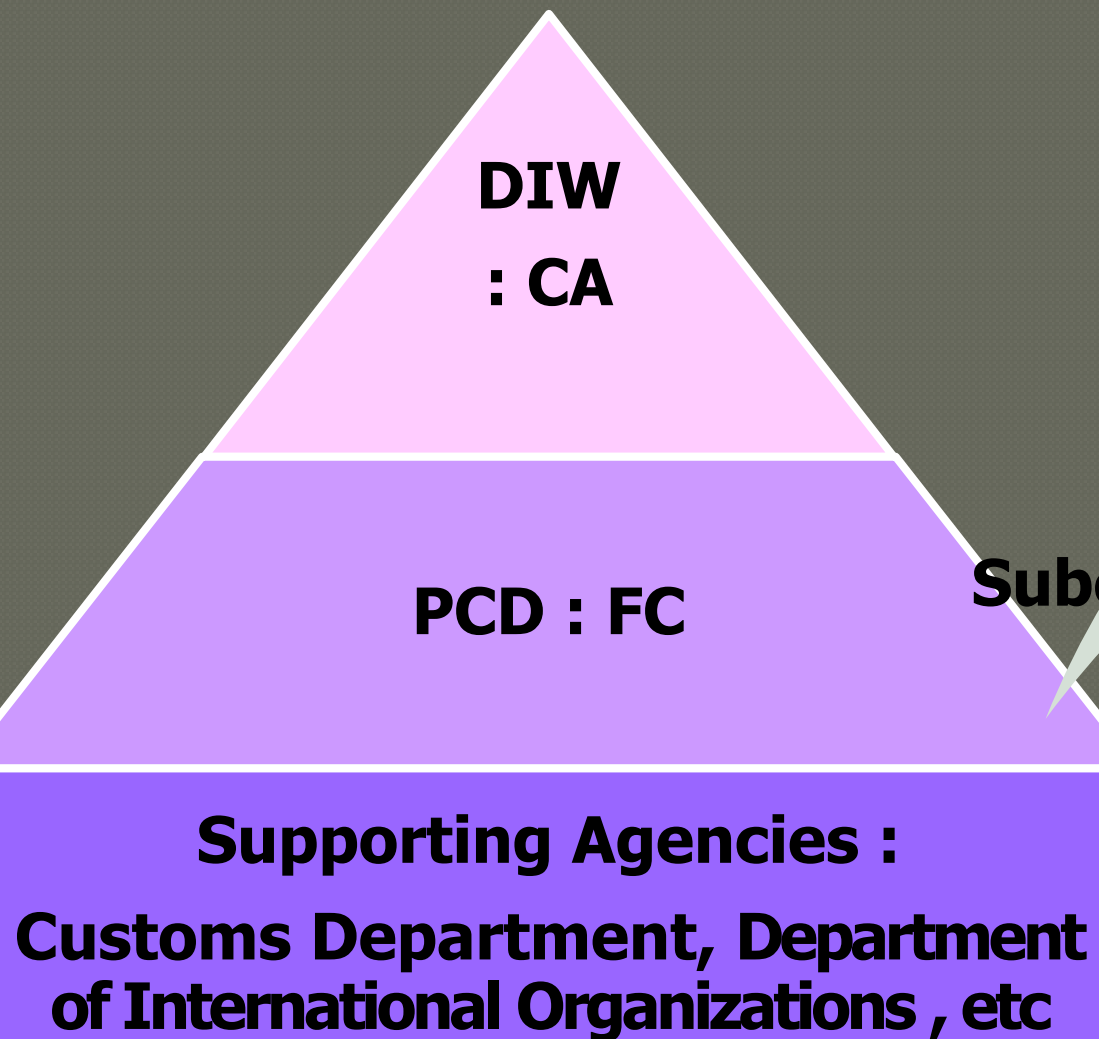 DIW
: CA
PCD : FC
Supporting Agencies :
Customs Department, Department
of International Organizations , etc